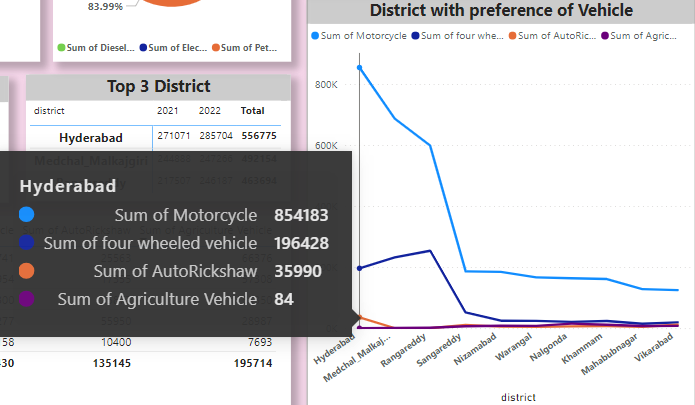 83.99%
Sum of Diesel... Sum of Elec... Sum of Pet...
Top 3 District
district 2021 2022 Total
Hyderabad 271071 285704 556775
Medchal_Malkajgiri
Hyderabad
Sum of Motorcycle 854183
Sum of four wheeled vehicle 196428
Sum of AutoRickshaw 35990
Sum of Agriculture Vehicle 84
58 10400 7693
430 135145 195714
District with preference of Vehicle
Sum of Motorcycle Sum of four whe... Sum of AutoRic... Sum of Agric...
800K
600K
Hyderabad
Medchal_Malkaj...
Rangareddy
Sangareddy
Nizamabad
Warangal
Nalgonda
Khammam
Mahabubnagar
Vikarabad
district